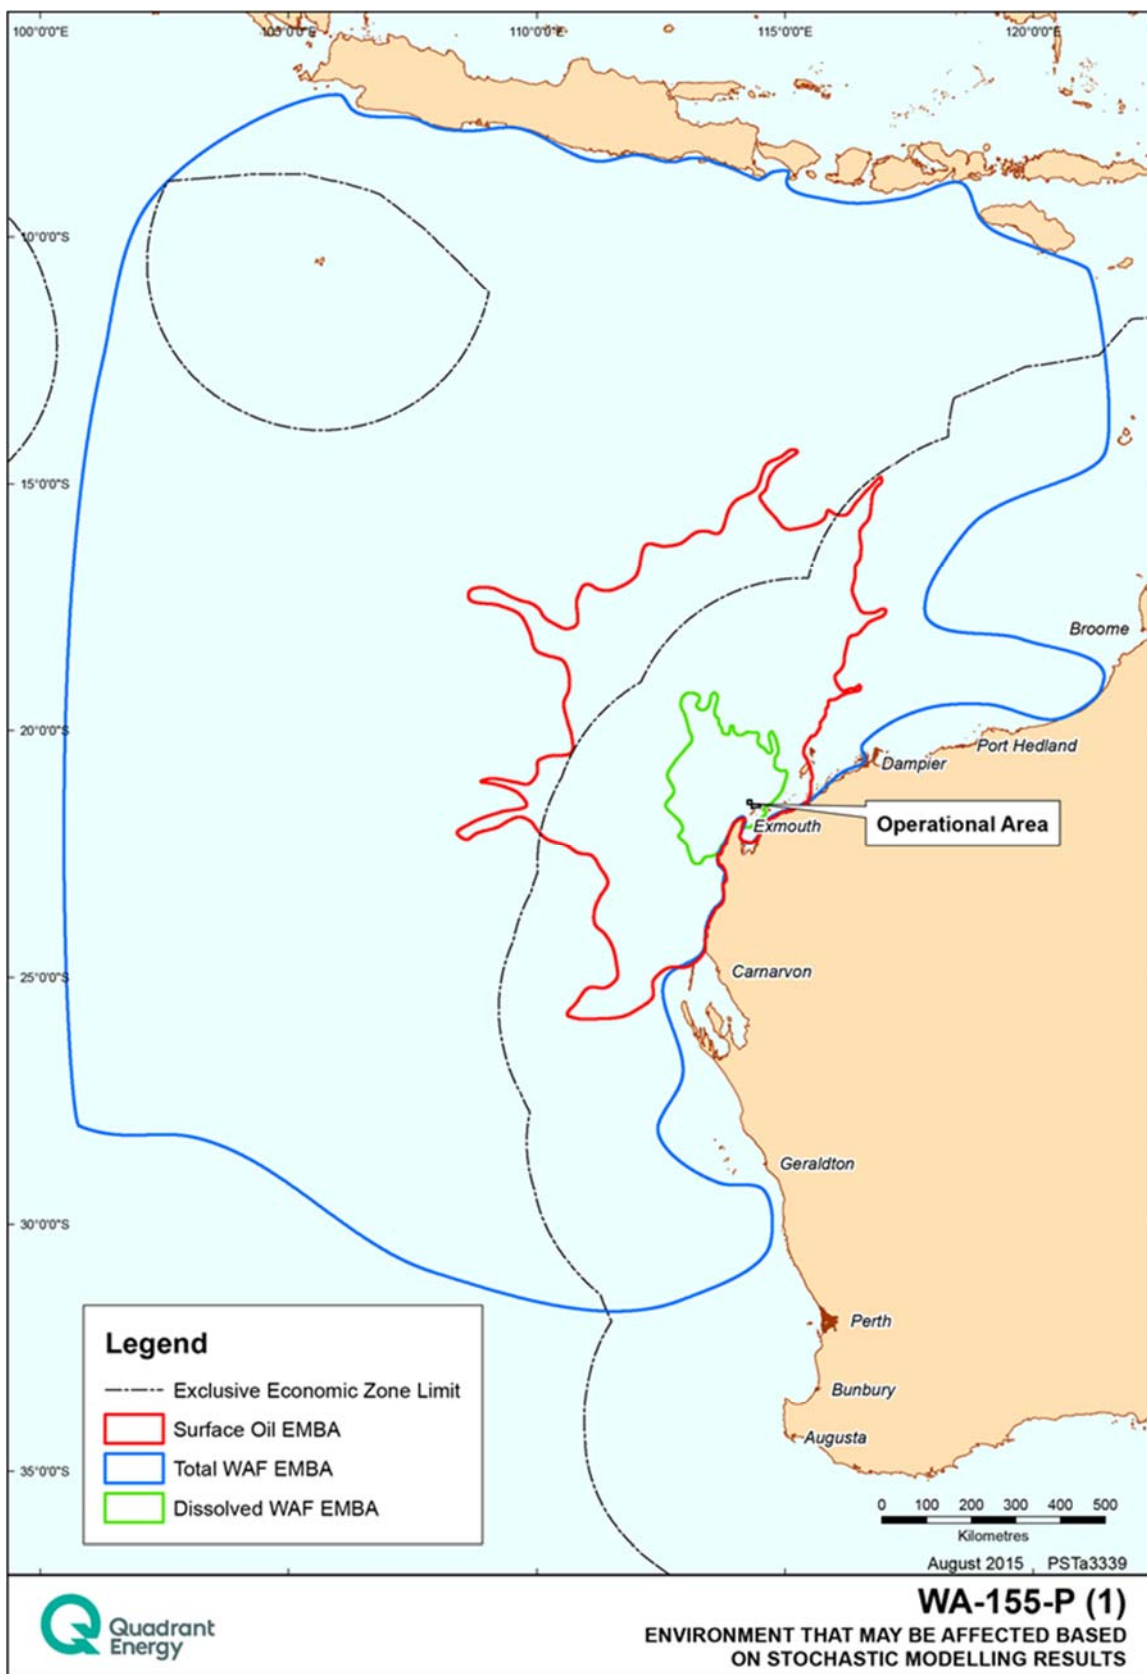 100°0'0"E
105°0'0"E
110°0'0"E
115°0'0"E
120°0'0"E
10°0'0"S
15°0'0"S
Broome
20°0'0"S
Port Hedland
Dampier
Exmouth
Operational Area
25°0'0"S
Carnarvon
Geraldton
30°0'0"S
Perth
Bunbury
Augusta
35°0'0"S
Legend
Exclusive Economic Zone Limit
Surface Oil EMBA
Total WAF EMBA
Dissolved WAF EMBA
0 100 200 300 400 500
Kilometres
August 2015 PSTa3339
Quadrant
Energy
WA-155-P (1)
ENVIRONMENT THAT MAY BE AFFECTED BASED
ON STOCHASTIC MODELLING RESULTS